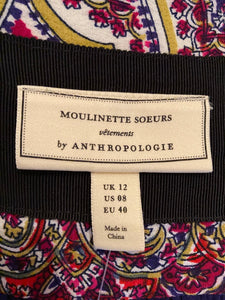 MOULINETTE SOEURS
vêtements
by ANTHROPOLOGIE
UK 12
US 08
EU 40
Made in
China